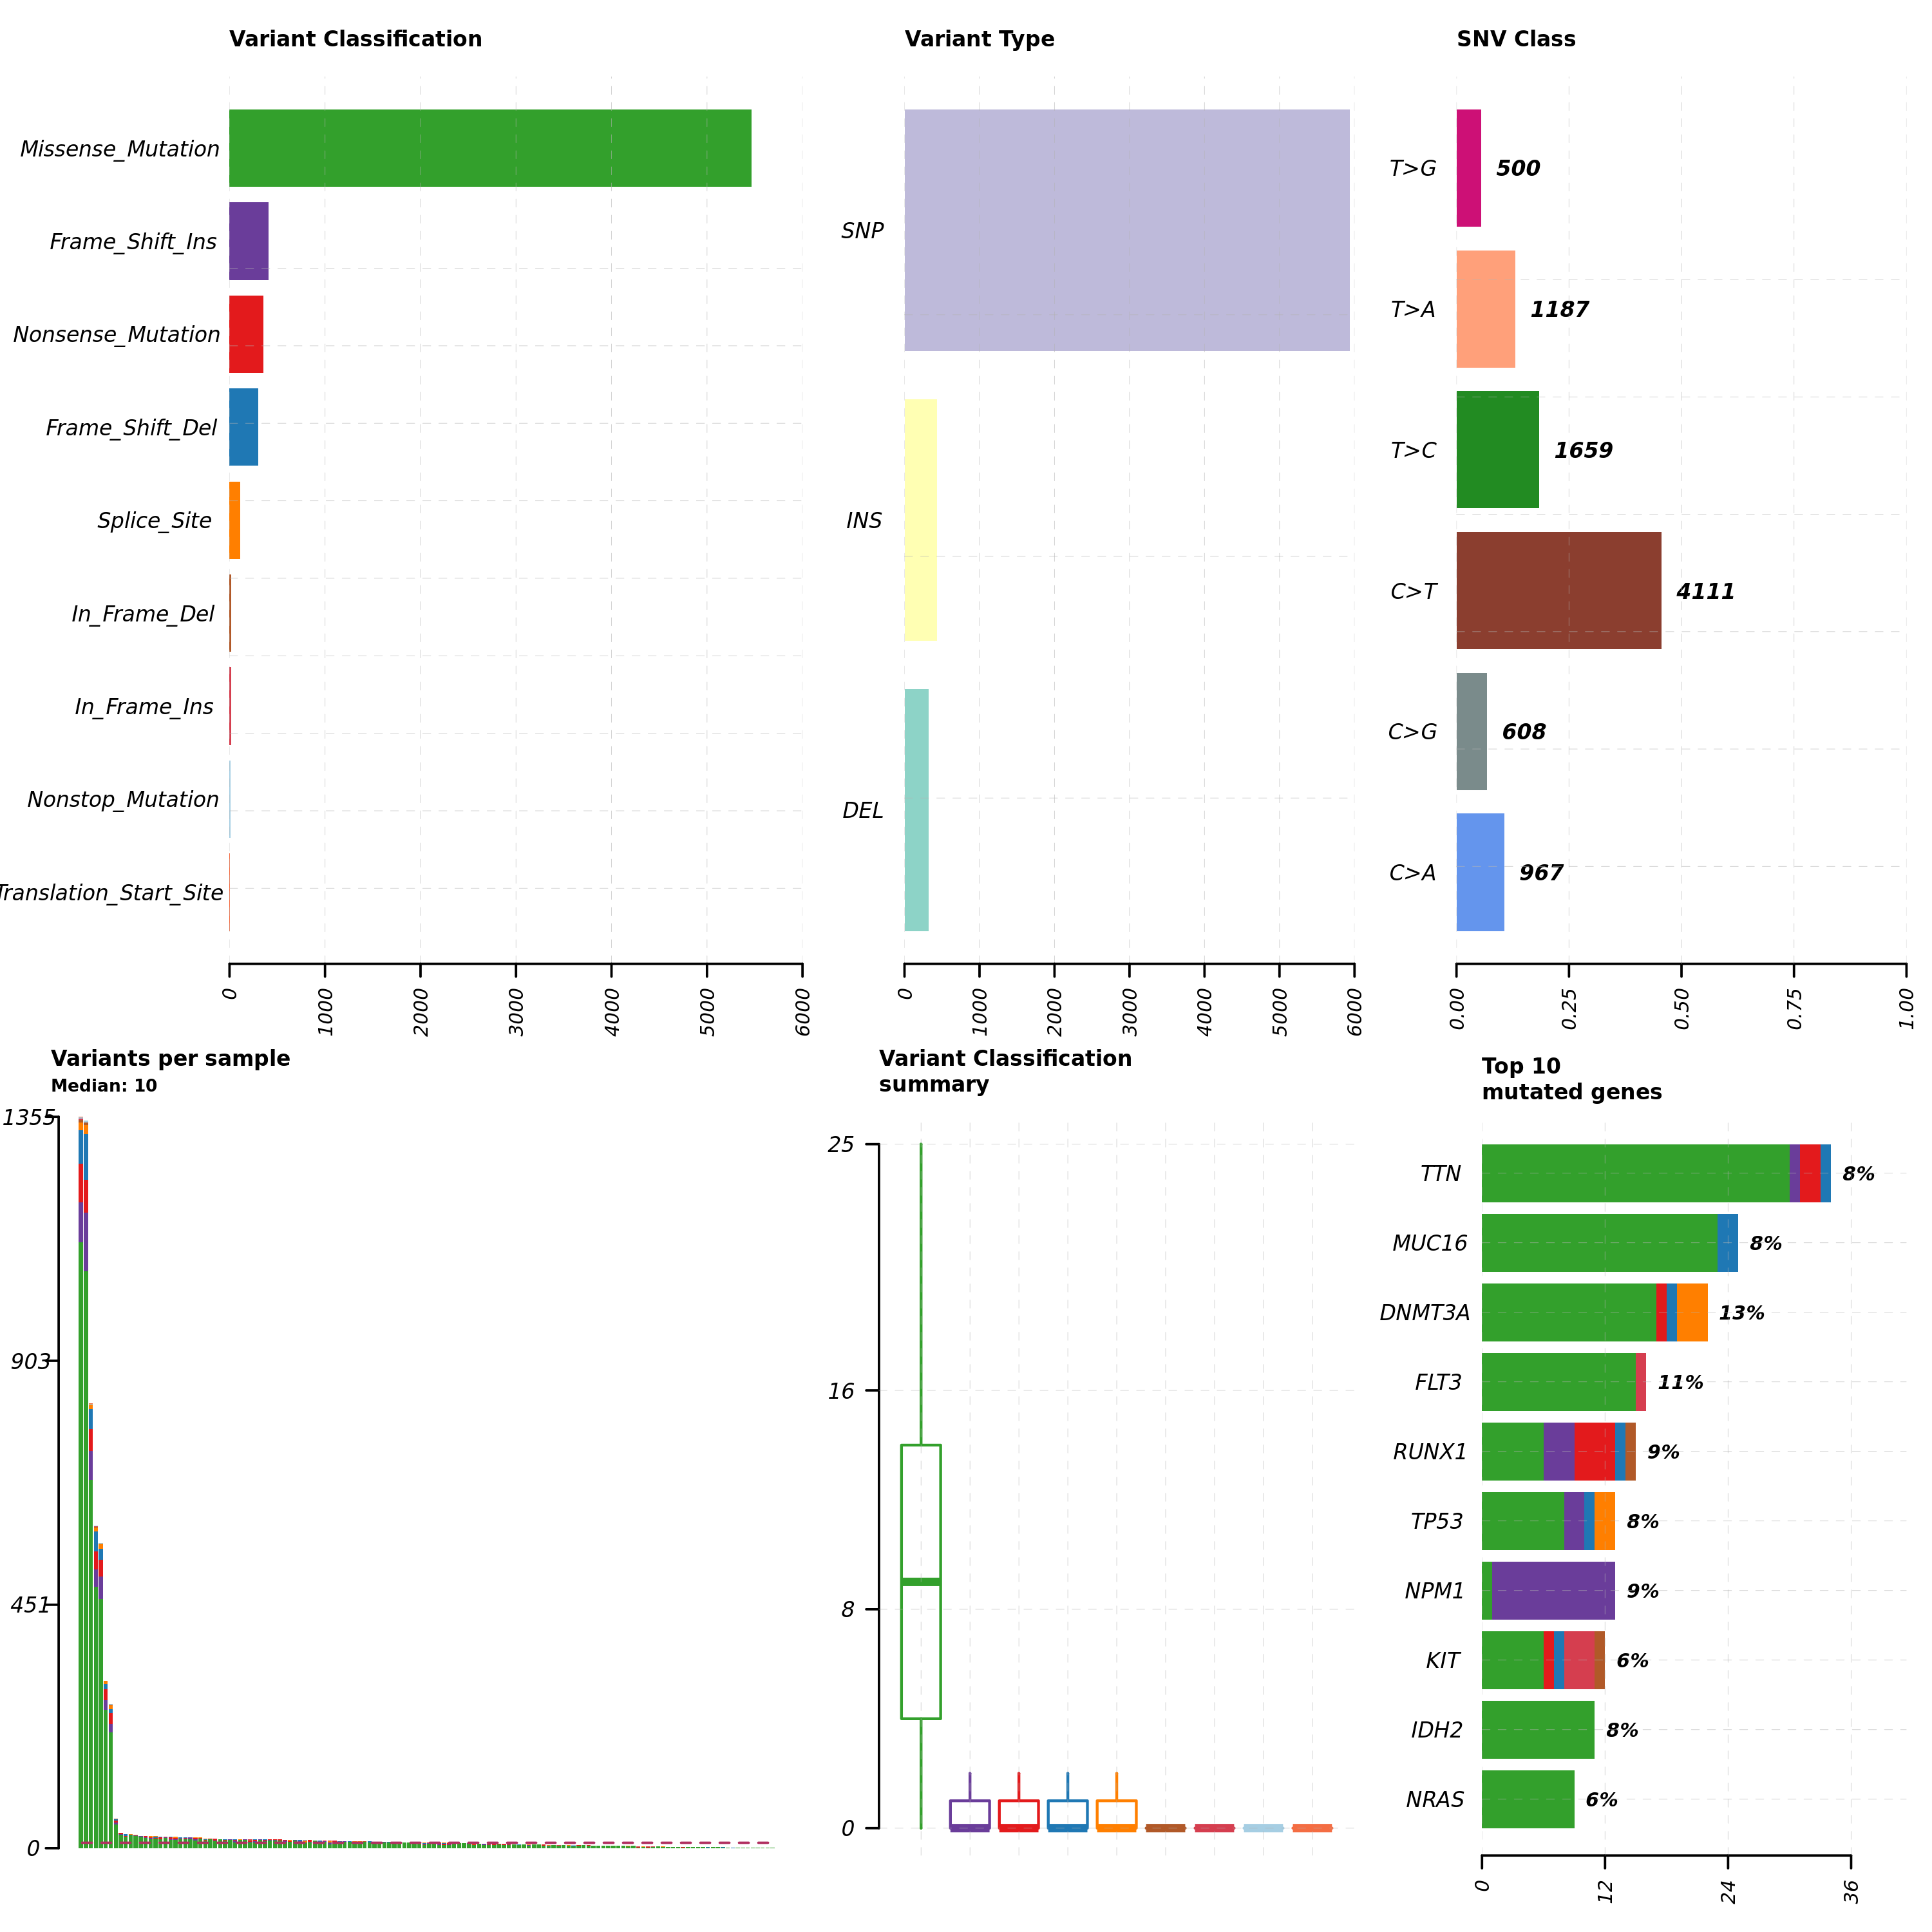 Variant Classification
Missense_Mutation
Frame_Shift_Ins
Nonsense_Mutation
Frame_Shift_Del
Splice_Site
In_Frame_Del
In_Frame_Ins
Nonstop_Mutation
Translation_Start_Site
0 1000 2000 3000 4000 5000 6000
Variant Type
SNP
INS
DEL
0 1000 2000 3000 4000 5000 6000
SNV Class
T>G 500
T>A 1187
T>C 1659
C>T 4111
C>G 608
C>A 967
0.00 0.25 0.50 0.75 1.00
Variants per sample
Median: 10
1355
903
451
0
Variant Classification
summary
25
16
8
0
Top 10
mutated genes
TTN 8%
MUC16 8%
DNMT3A 13%
FLT3 11%
RUNX1 9%
TP53 8%
NPM1 9%
KIT 6%
IDH2 8%
NRAS 6%
0 12 24 36